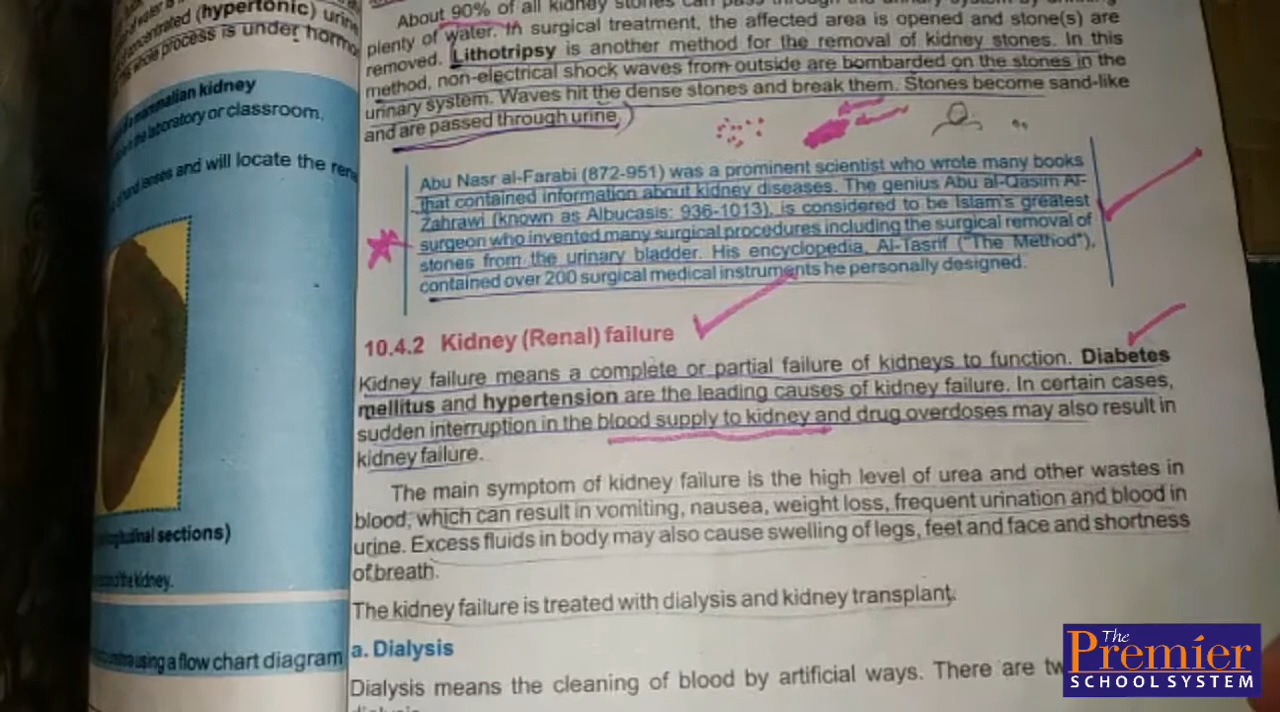 (hypertonic) urine
whole process is under
mammalian kidney
the laboratory or classroom.
lenses and will locate the
sections)
the kidney.
using a flow chart diagram
About 90% of all kidney stones can pass through the urinary system by
plenty of water. In surgical treatment, the affected area is opened and stone(s) are
removed. Lithotripsy is another method for the removal of kidney stones. In this
method, non-electrical shock waves from outside are bombarded on the stones in the
urinary system. Waves hit the dense stones and break them. Stones become sand-like
and are passed through urine.
Abu Nasr al-Farabi (872-951) was a prominent scientist who wrote many books
that contained information about kidney diseases. The genius Abu al-Qasim Al-
Zahrawi (known as Albucasis: 936-1013), is considered to be Islam's greatest
surgeon who invented many surgical procedures including the surgical removal of
stones from the urinary bladder. His encyclopedia, Al-Tasrif ("The Method"),
contained over 200 surgical medical instruments he personally designed.
10.4.2 Kidney (Renal) failure
Kidney failure means a complete or partial failure of kidneys to function. Diabetes
mellitus and hypertension are the leading causes of kidney failure. In certain cases,
sudden interruption in the blood supply to kidney and drug overdoses may also result in
kidney failure.
The main symptom of kidney failure is the high level of urea and other wastes in
blood, which can result in vomiting, nausea, weight loss, frequent urination and blood in
urine. Excess fluids in body may also cause swelling of legs, feet and face and shortness
of breath.
The kidney failure is treated with dialysis and kidney transplant.
a. Dialysis
Dialysis means the cleaning of blood by artificial ways. There are
The
Premier
SCHOOL SYSTEM